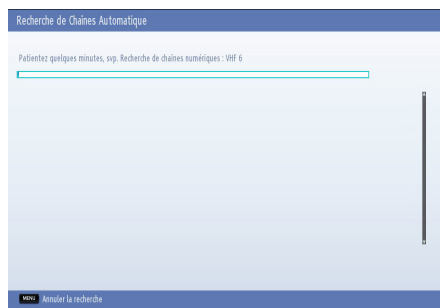 Recherche de Chaînes Automatique
Patientez quelques minutes, svp. Recherche de chaînes numériques : VHF 6
MENU Annuler la recherche